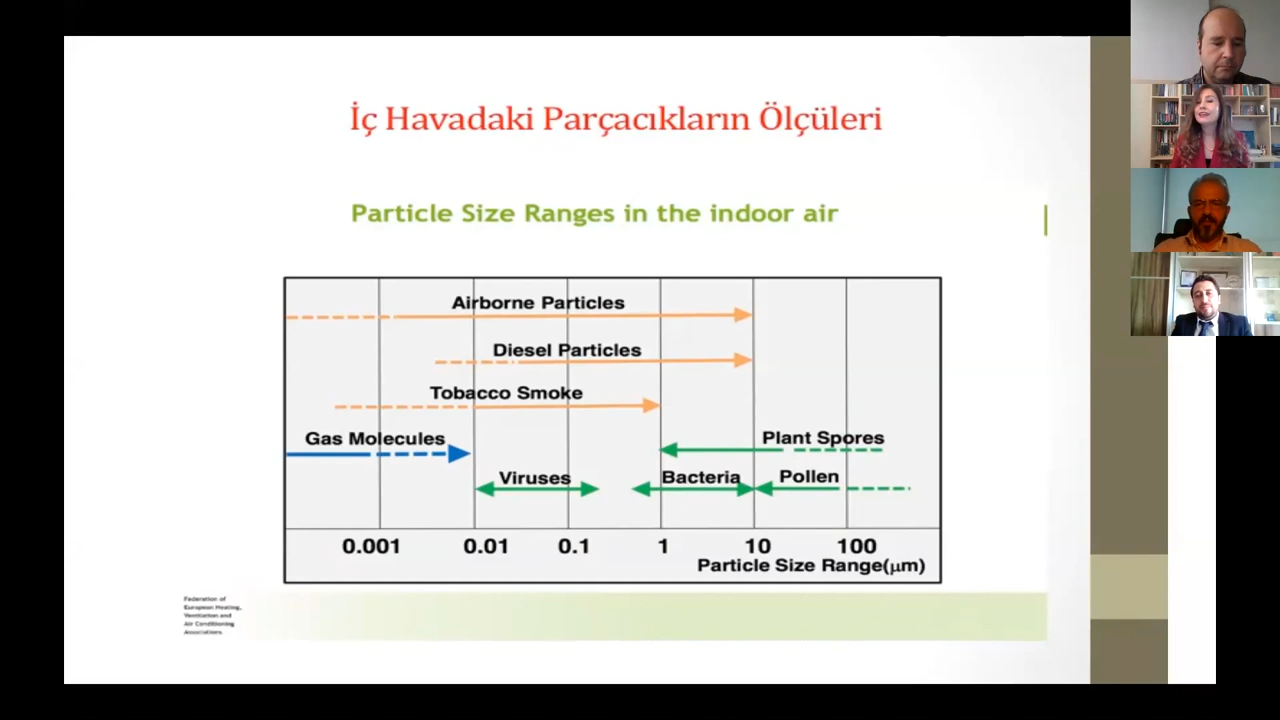 İç Havadaki Parçacıkların Ölçüleri
Particle Size Ranges in the indoor air
Airborne Particles
Diesel Particles
Tobacco Smoke
Gas Molecules
Plant Spores
Viruses
Bacteria
Pollen
0.001 0.01 0.1 1 10 100
Particle Size Range(μm)
Federation of
European Heating,
Ventilation and
Air Conditioning
Associations